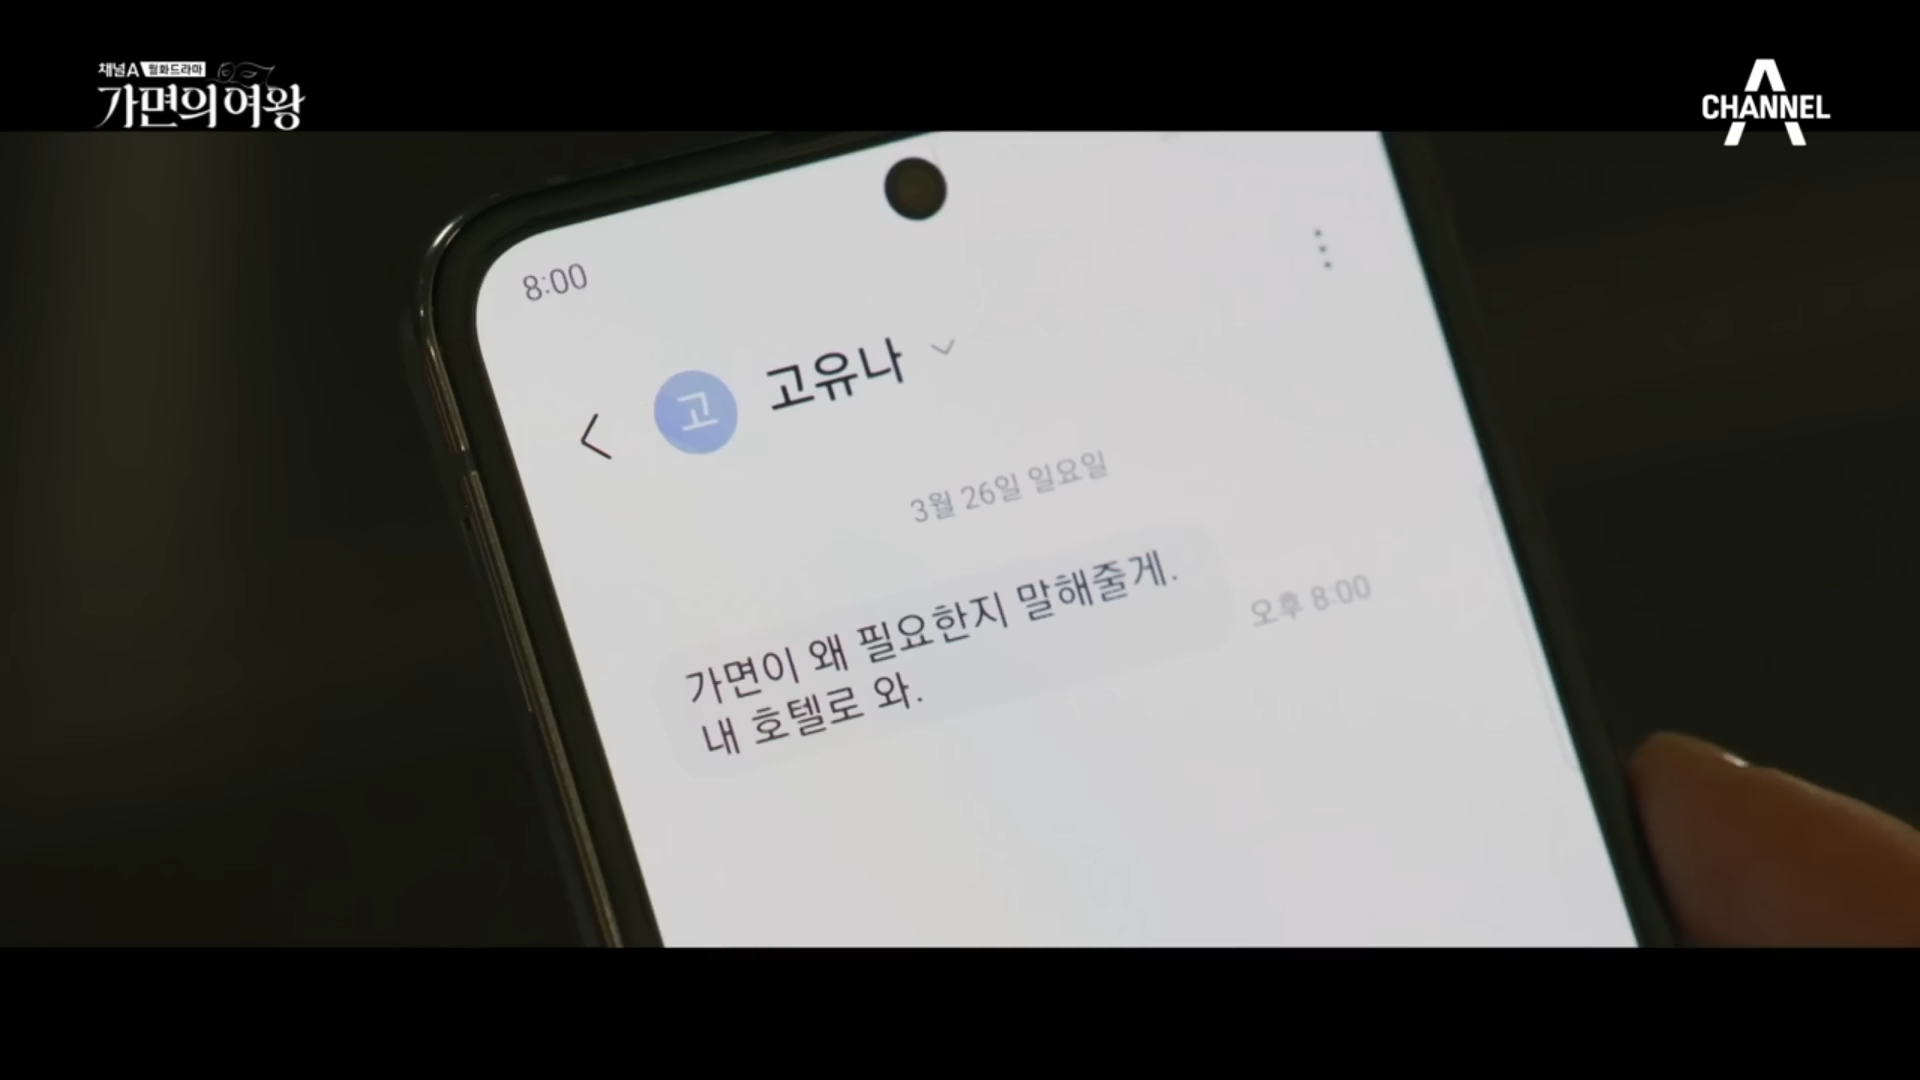 채널A 월화드라마
가면의 여왕
CHANNEL A
8:00
고 고유나
3월 26일 일요일
가면이 왜 필요한지 말해줄게.
내 호텔로 와.
오후 8:00